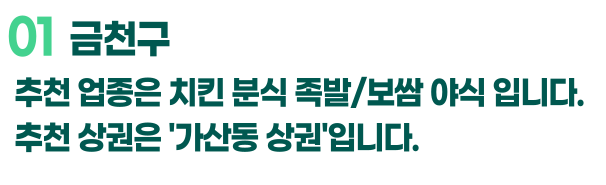 01 금천구
추천 업종은 치킨 분식 족발/보쌈 야식 입니다.
추천 상권은 '가산동 상권'입니다.